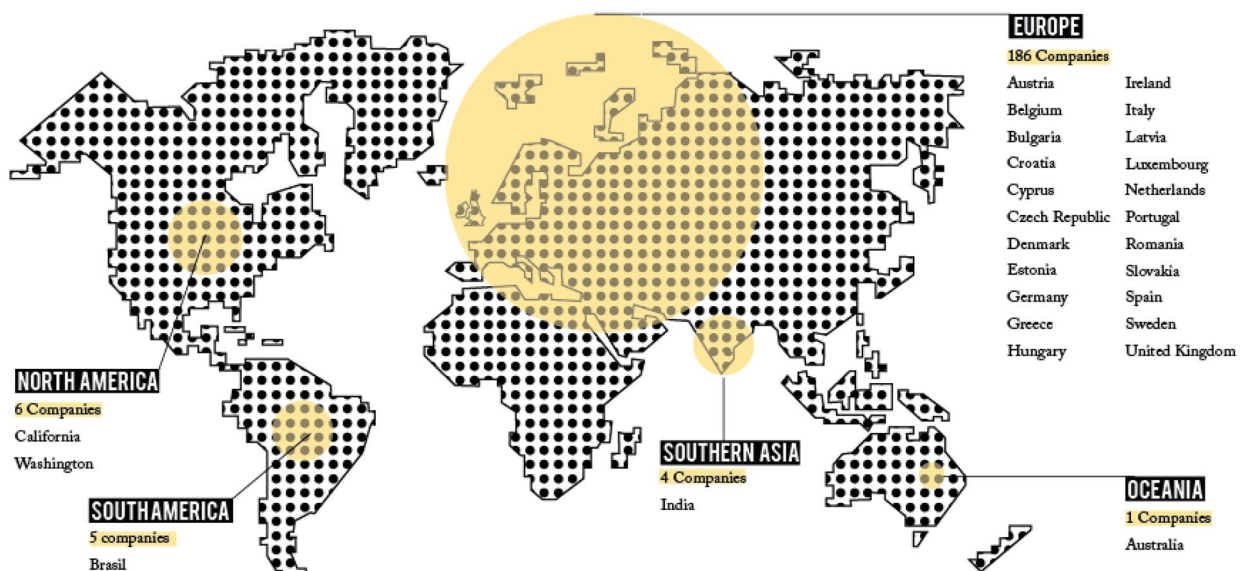 EUROPE
186 Companies
Austria
Belgium
Bulgaria
Croatia
Cyprus
Czech Republic
Denmark
Estonia
Germany
Greece
Hungary
Ireland
Italy
Latvia
Luxembourg
Netherlands
Portugal
Romania
Slovakia
Spain
Sweden
United Kingdom
NORTH AMERICA
6 Companies
California
Washington
SOUTH AMERICA
5 companies
Brasil
SOUTHERN ASIA
4 Companies
India
OCEANIA
1 Companies
Australia